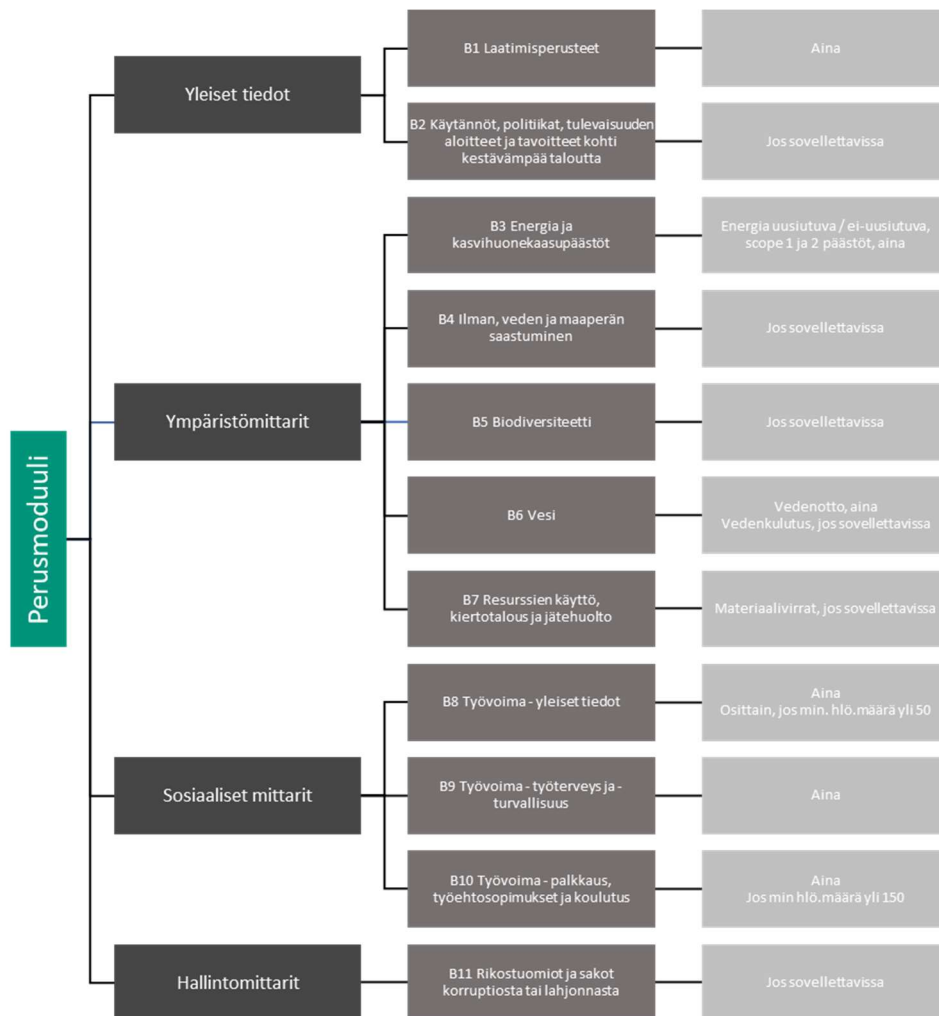 Perusmoduuli
Yleiset tiedot
B1 Laatimisperusteet
Aina
B2 Käytännöt, politiikat, tulevaisuuden
aloitteet ja tavoitteet kohti
kestävämpää taloutta
Jos sovellettavissa
Ympäristömittarit
B3 Energia ja
kasvihuonekaasupäästöt
Energia uusiutuva / ei-uusiutuva,
scope 1 ja 2 päästöt, aina
B4 Ilman, veden ja maaperän
saastuminen
Jos sovellettavissa
B5 Biodiversiteetti
Jos sovellettavissa
B6 Vesi
Vedenotto, aina
Vedenkulutus, jos sovellettavissa
B7 Resurssien käyttö,
kiertotalous ja jätehuolto
Materiaalivirrat, jos sovellettavissa
Sosiaaliset mittarit
B8 Työvoima - yleiset tiedot
Aina
Osittain, jos min. hlö.määrä yli 50
B9 Työvoima - työterveys ja -
turvallisuus
Aina
B10 Työvoima - palkkaus,
työehtosopimukset ja koulutus
Aina
Jos min hlö.määrä yli 150
Hallintomittarit
B11 Rikostuomiot ja sakot
korruptiosta tai lahjonnasta
Jos sovellettavissa